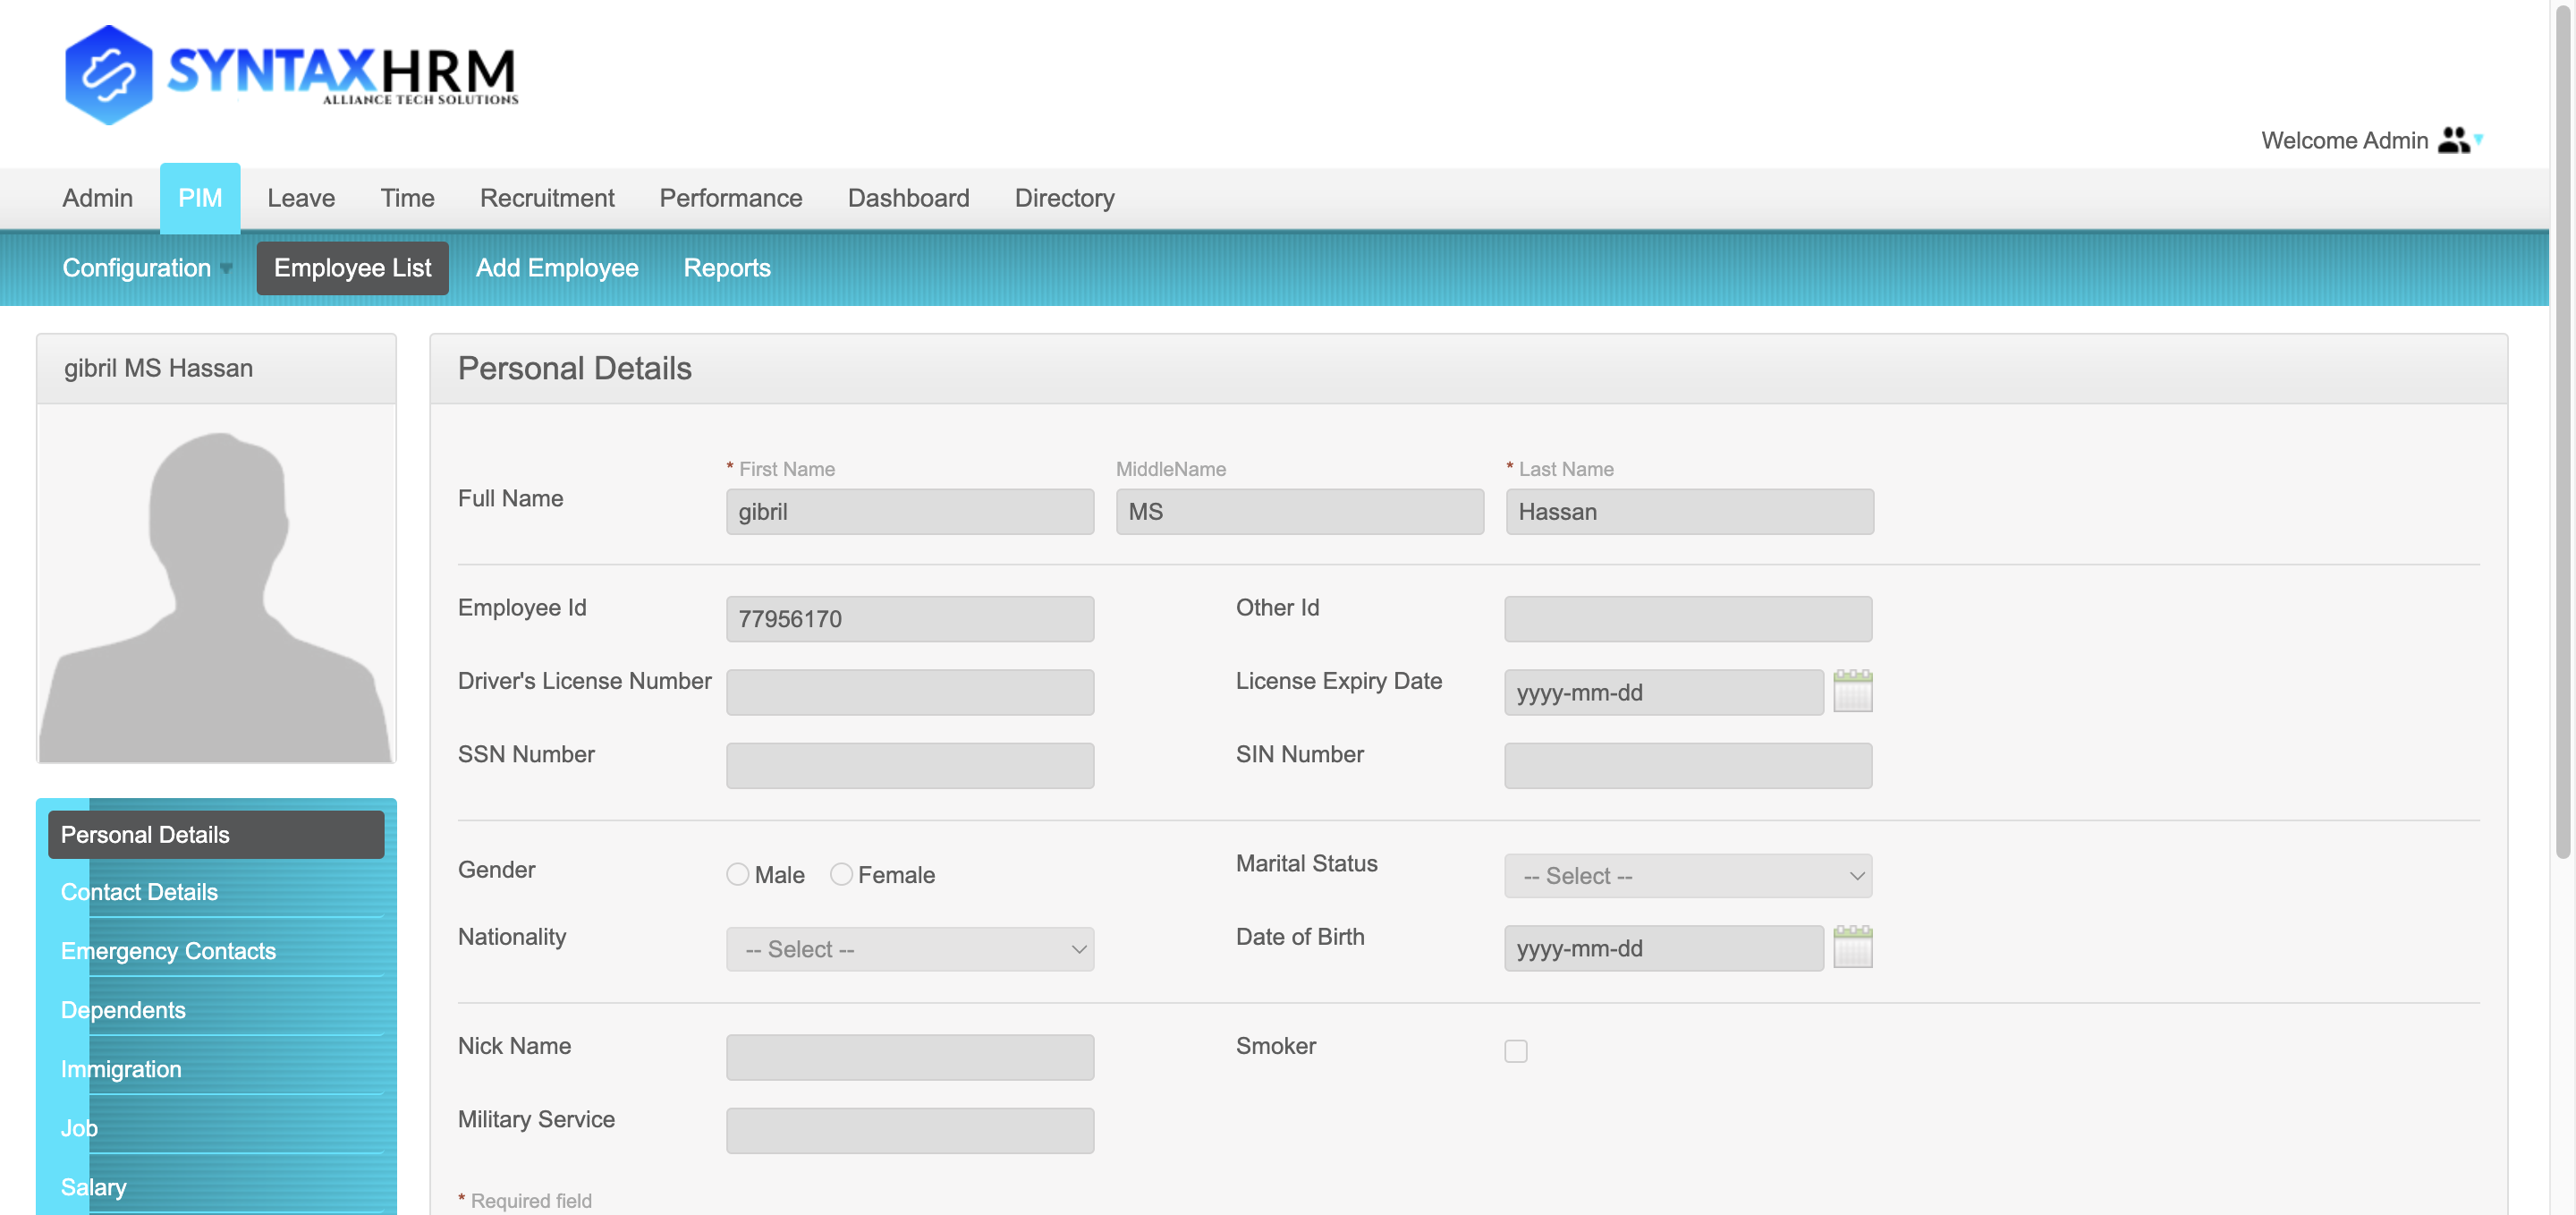 SYNTAXHRM
ALLIANCE TECH SOLUTIONS
Welcome Admin
Admin PIM Leave Time Recruitment Performance Dashboard Directory
Configuration Employee List Add Employee Reports
gibril MS Hassan
Personal Details
Contact Details
Emergency Contacts
Dependents
Immigration
Job
Salary
Personal Details
* First Name MiddleName * Last Name
Full Name gibril MS Hassan
Employee Id 77956170 Other Id
Driver's License Number License Expiry Date yyyy-mm-dd
SSN Number SIN Number
Gender Male Female Marital Status -- Select --
Nationality -- Select -- Date of Birth yyyy-mm-dd
Nick Name Smoker
Military Service
* Required field